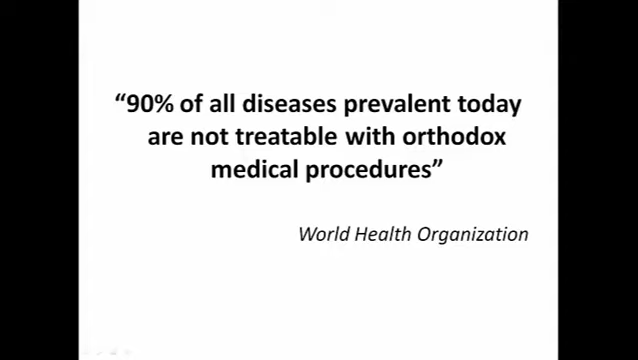 “90% of all diseases prevalent today
are not treatable with orthodox
medical procedures”
World Health Organization